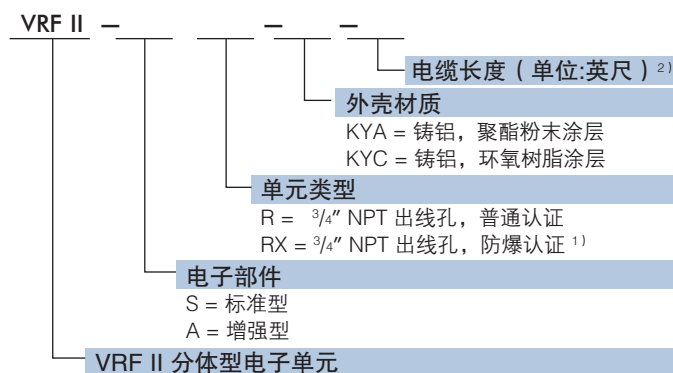 VRF II – – –
电缆长度（单位:英尺）2)
外壳材质
KYA = 铸铝，聚酯粉末涂层
KYC = 铸铝，环氧树脂涂层
单元类型
R = 3/4″ NPT 出线孔，普通认证
RX = 3/4″ NPT 出线孔，防爆认证 1)
电子部件
S = 标准型
A = 增强型
VRF II 分体型电子单元